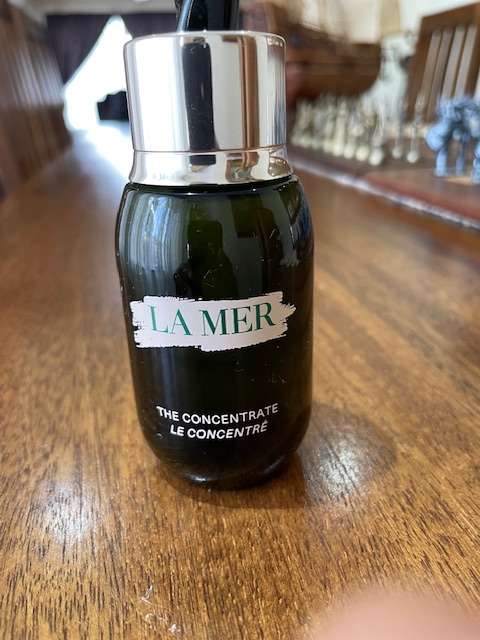 LA MER
THE CONCENTRATE
LE CONCENTRÉ